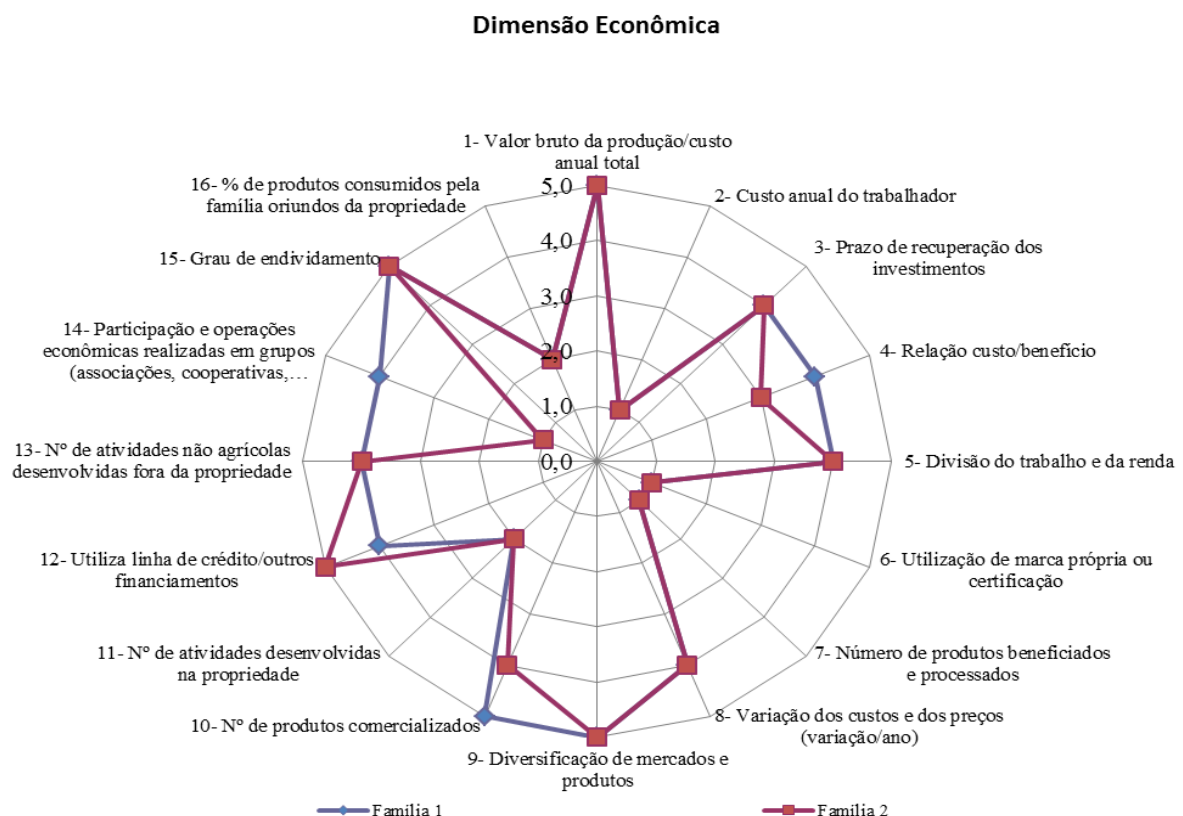 Dimensão Econômica
1- Valor bruto da produção/custo
anual total
2- Custo anual do trabalhador
3- Prazo de recuperação dos
investimentos
4- Relação custo/benefício
5- Divisão do trabalho e da renda
6- Utilização de marca própria ou
certificação
7- Número de produtos beneficiados
e processados
8- Variação dos custos e dos preços
(variação/ano)
9- Diversificação de mercados e
produtos
10- Nº de produtos comercializados
11- Nº de atividades desenvolvidas
na propriedade
12- Utiliza linha de crédito/outros
financiamentos
13- Nº de atividades não agrícolas
desenvolvidas fora da propriedade
14- Participação e operações
econômicas realizadas em grupos
(associações, cooperativas,…
15- Grau de endividamento
16- % de produtos consumidos pela
família oriundos da propriedade
5,0
4,0
3,0
2,0
1,0
0,0
Família 1
Família 2